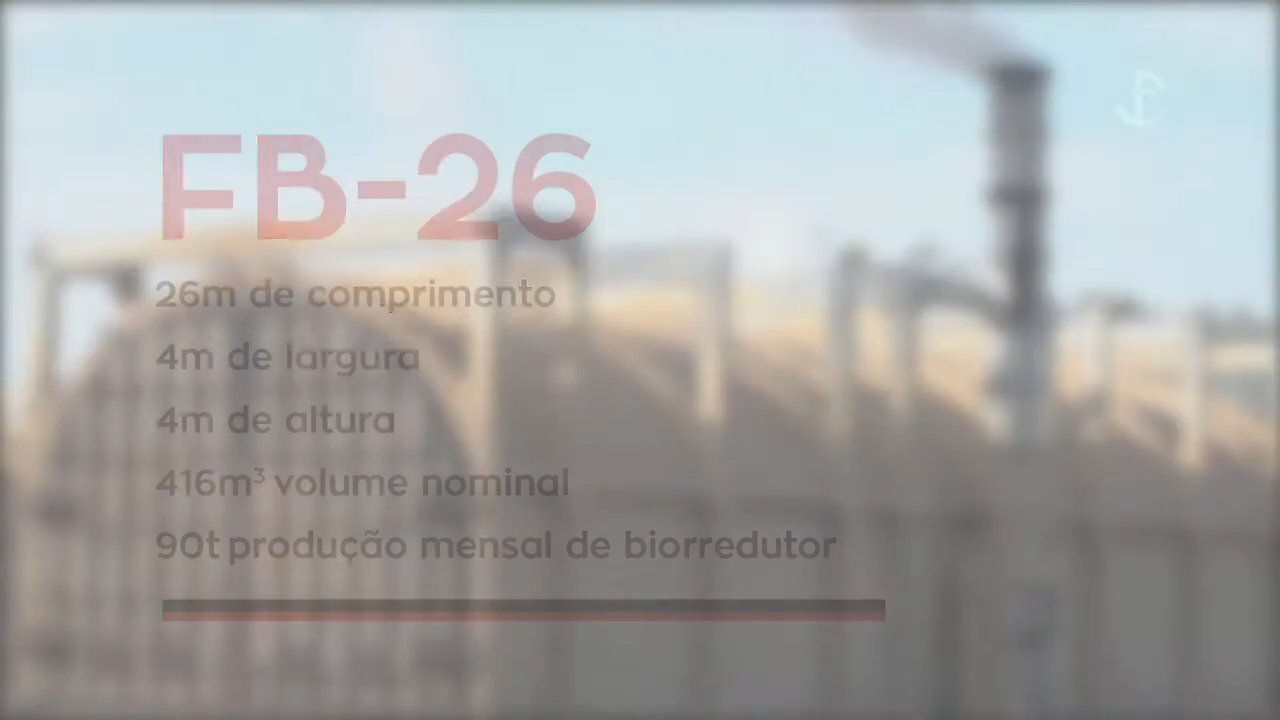 FB-26
26m de comprimento
4m de largura
4m de altura
416m³ volume nominal
90t produção mensal de biorredutor